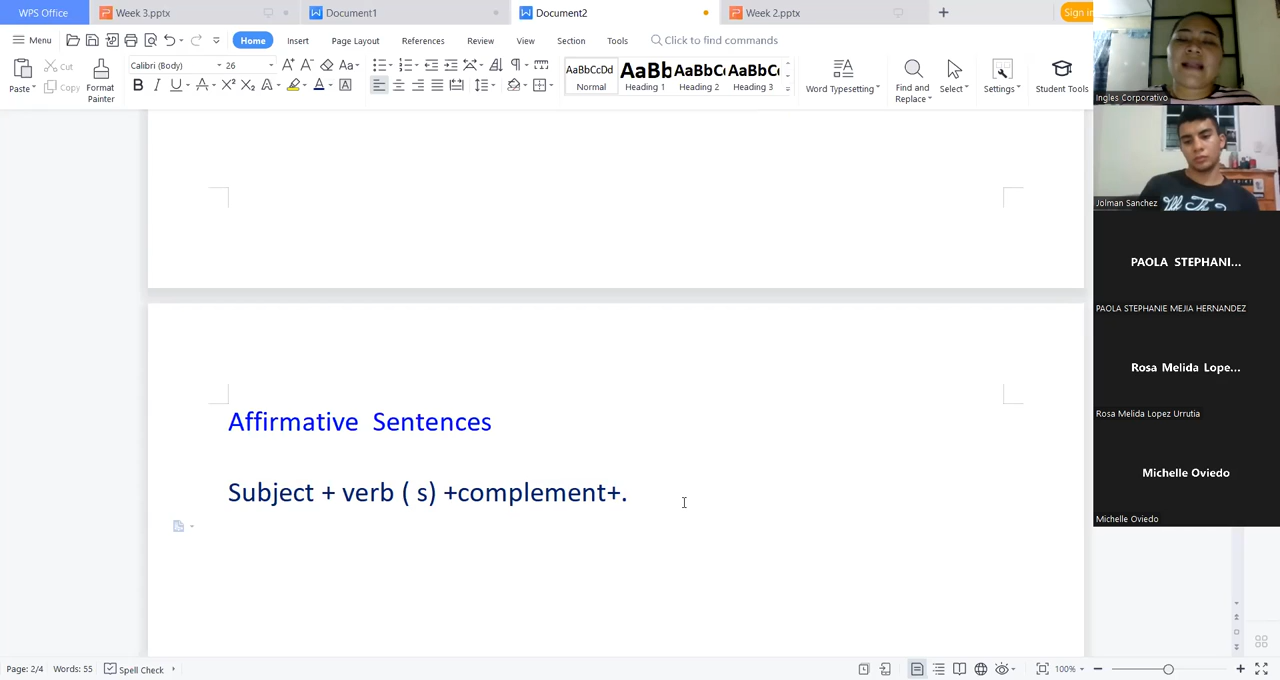 WPS Office
Week 3.pptx
Document1
Document2
Week 2.pptx
Sign in
Menu
Home
Insert
Page Layout
References
Review
View
Section
Tools
Click to find commands
Paste
Cut
Copy
Format
Painter
Calibri (Body)
26
AaBbCcDd
Normal
AaBb
Heading 1
AaBbC
Heading 2
AaBbC
Heading 3
Word Typesetting
Find and
Replace
Select
Settings
Student Tools
Ingles Corporativo
Jolman Sanchez
PAOLA STEPHANI...
PAOLA STEPHANIE MEJIA HERNANDEZ
Rosa Melida Lope...
Rosa Melida Lopez Urrutia
Michelle Oviedo
Michelle Oviedo
Affirmative Sentences
Subject + verb ( s) +complement+.
Page: 2/4
Words: 55
Spell Check
100%